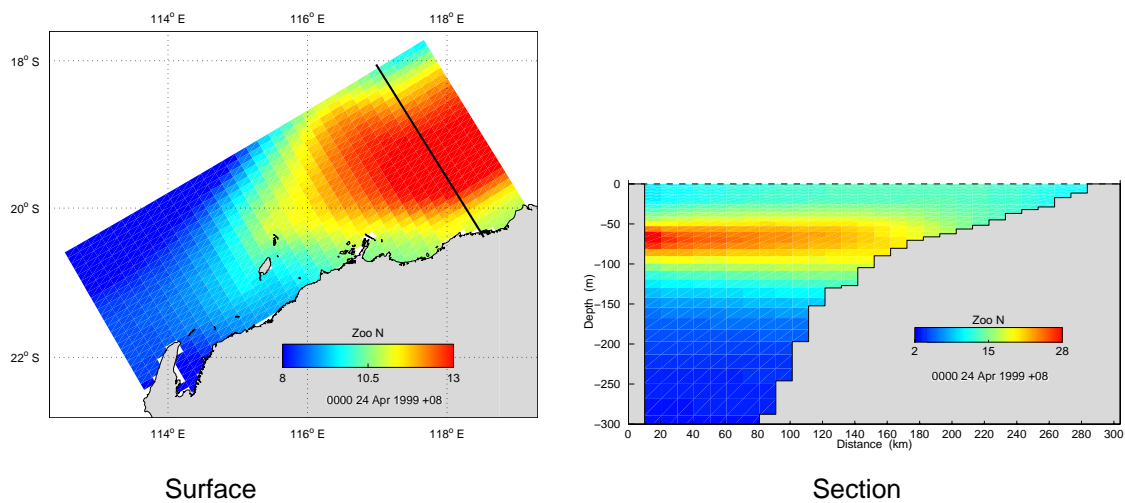 114° E
116° E
118° E
18° S
20° S
22° S
Zoo N
8
10.5
13
0000 24 Apr 1999 +08
114° E
116° E
118° E
Surface
0
−50
−100
−150
−200
−250
−300
Depth (m)
Zoo N
2
15
28
0000 24 Apr 1999 +08
0 20 40 60 80 100 120 140 160 180 200 220 240 260 280 300
Distance (km)
Section